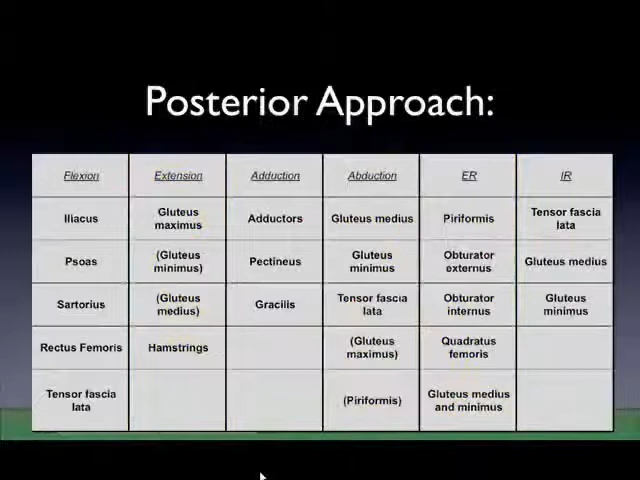 Posterior Approach:
Flexion Extension Adduction Abduction ER IR
Iliacus Gluteus maximus Adductors Gluteus medius Piriformis Tensor fascia lata
Psoas (Gluteus minimus) Pectineus Gluteus minimus Obturator externus Gluteus medius
Sartorius (Gluteus medius) Gracilis Tensor fascia lata Obturator internus Gluteus minimus
Rectus Femoris Hamstrings (Gluteus maximus) Quadratus femoris
Tensor fascia lata (Piriformis) Gluteus medius and minimus